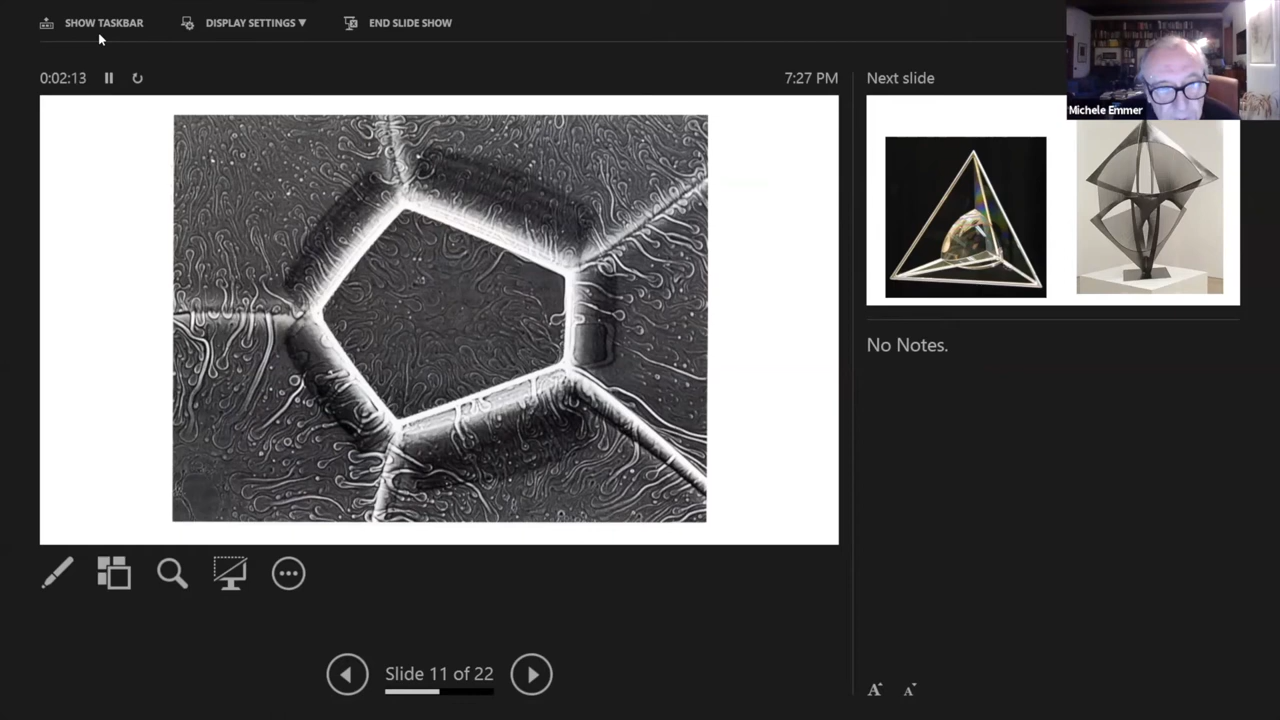 SHOW TASKBAR
DISPLAY SETTINGS ▼
END SLIDE SHOW
Michele Emmer
0:02:13
7:27 PM
Next slide
No Notes.
Slide 11 of 22
A A